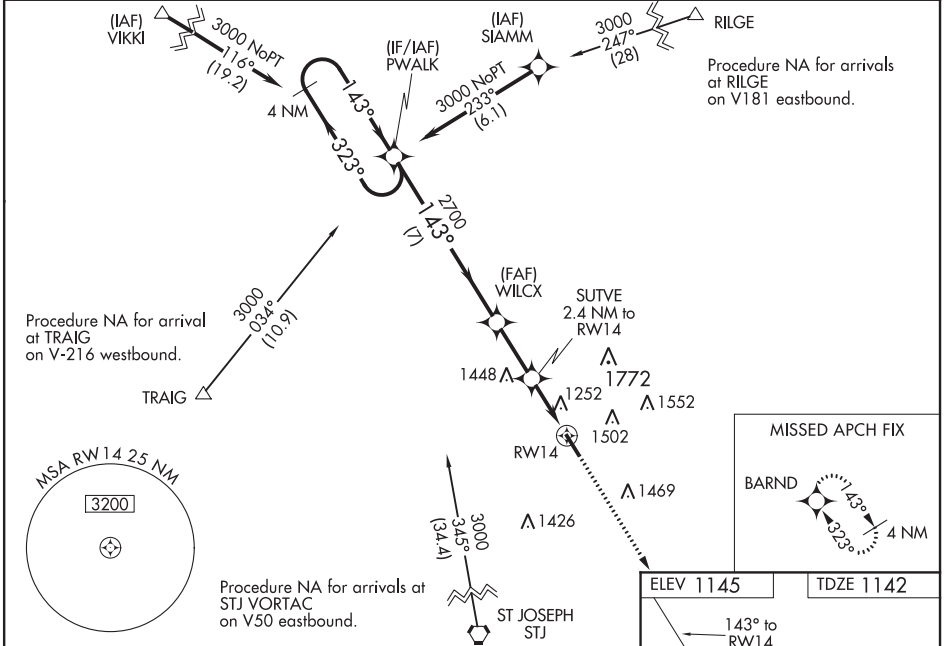 (IAF)
VIKKI
3000 NoPT
116°
(19.2)
4 NM
143°
323°
(IF/IAF)
PWALK
(IAF)
SIAMM
3000 NoPT
233°
(6.1)
3000
247°
(28)
RILGE
Procedure NA for arrivals
at RILGE
on V181 eastbound.
2700
143°
(7)
3000
034°
(10.9)
Procedure NA for arrival
at TRAIG
on V-216 westbound.
TRAIG
(FAF)
WILCX
SUTVE
2.4 NM to
RW14
1448
1252
1772
1552
1502
RW14
1469
1426
MSA RW14 25 NM
3200
3000
345°
(34.4)
Procedure NA for arrivals at
STJ VORTAC
on V50 eastbound.
ST JOSEPH
STJ
MISSED APCH FIX
BARND
143°
323°
4 NM
ELEV 1145
TDZE 1142
143° to
RW14